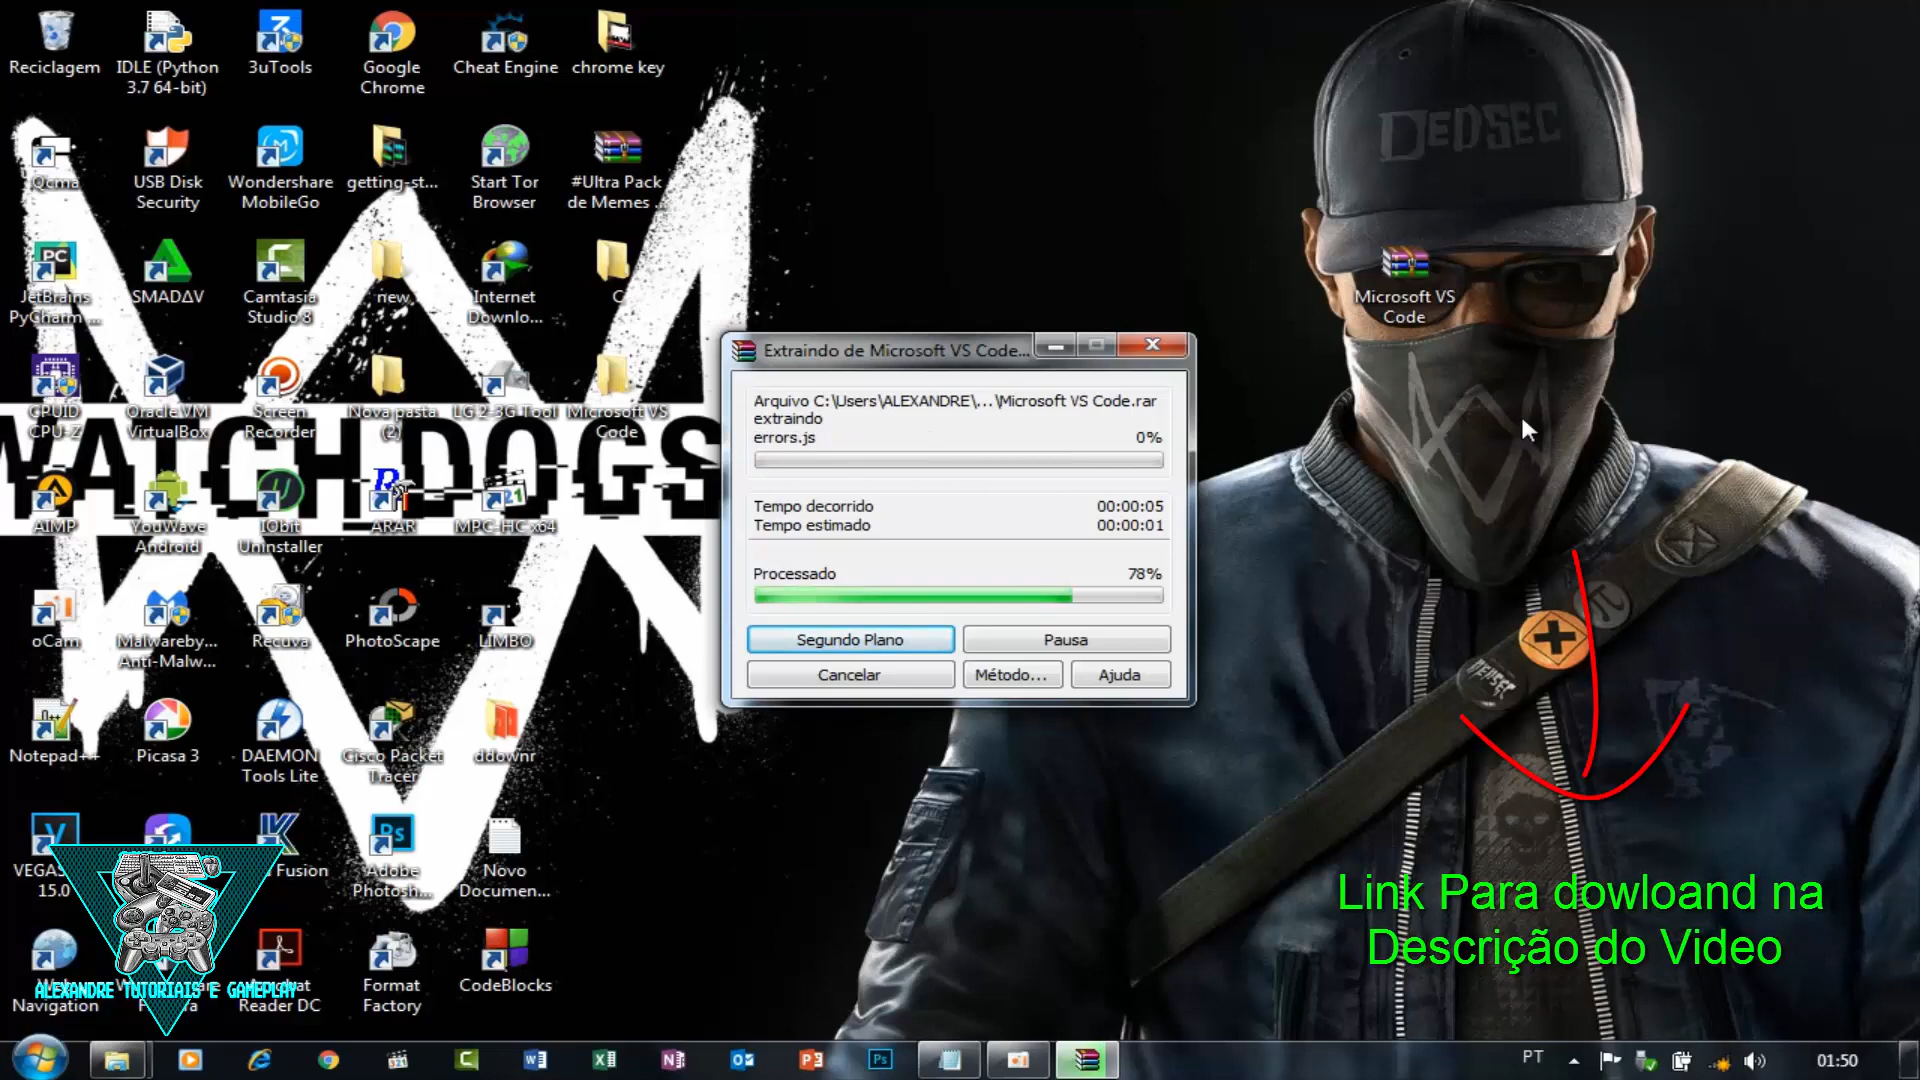 Reciclagem
IDLE (Python
3.7 64-bit)
3uTools
Google
Chrome
Cheat Engine
chrome key
Qcma
USB Disk
Security
Wondershare
MobileGo
getting-st...
Start Tor
Browser
#Ultra Pack
de Memes ...
JetBrains
PyCharm ...
SMADΔV
Camtasia
Studio 8
new
Internet
Downlo...
C
CPUID
CPU-Z
Oracle VM
VirtualBox
Screen
Recorder
Nova pasta
(2)
LG 2-3G Tool
Microsoft VS
Code
WATCH DOGS
AIMP
YouWave
Android
IObit
Uninstaller
ARAR
MPC-HC x64
oCam
Malwareby...
Anti-Malw...
Recuva
PhotoScape
LIMBO
Notepad++
Picasa 3
DAEMON
Tools Lite
Cisco Packet
Tracer
ddownr
VEGAS
15.0
Fusion
Adobe
Photosh...
Novo
Documen...
Navigation
Reader DC
Format
Factory
CodeBlocks
ALEXANDRE TUTORIAIS E GAMEPLAY
DEDSEC
Microsoft VS
Code
Extraindo de Microsoft VS Code...
Arquivo C:\Users\ALEXANDRE\...\Microsoft VS Code.rar
extraindo
errors.js 0%
Tempo decorrido 00:00:05
Tempo estimado 00:00:01
Processado 78%
Segundo Plano Pausa
Cancelar Método... Ajuda
DEDSEC
Link Para dowloand na
Descrição do Video
PT 01:50